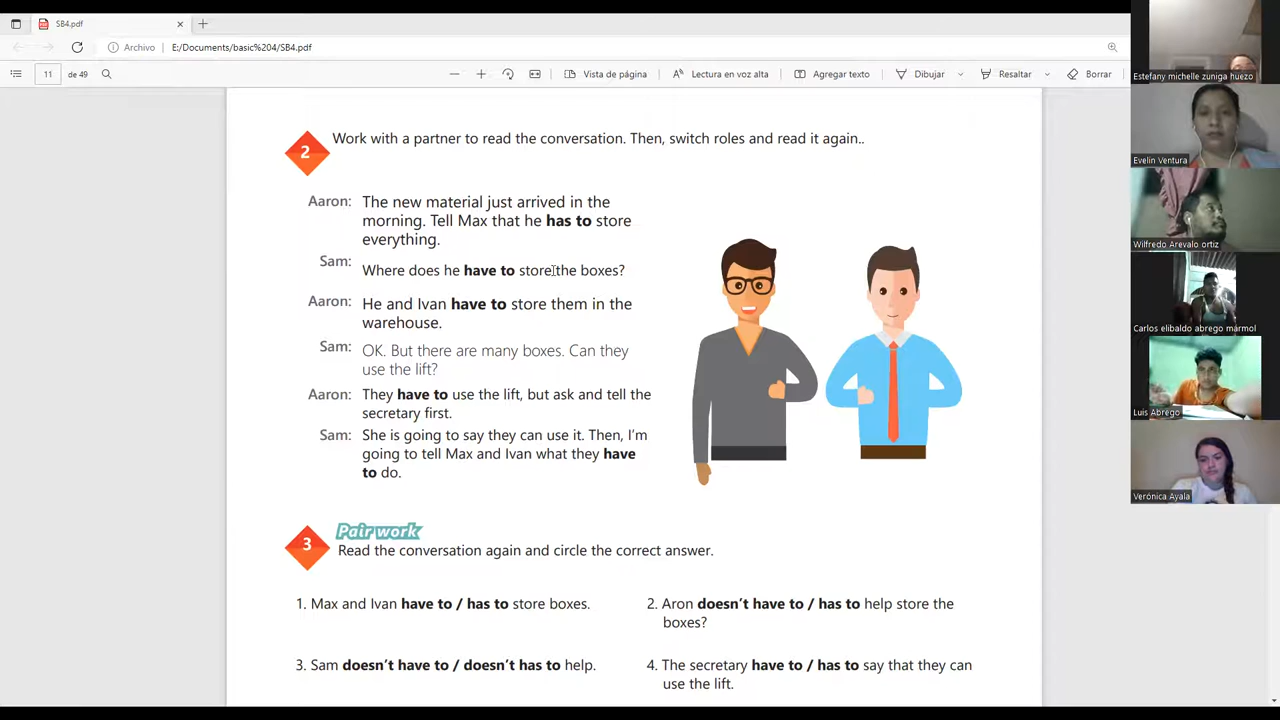 SB4.pdf
Archivo
E:/Documents/basic%204/SB4.pdf
11
de 49
Vista de página
Lectura en voz alta
Agregar texto
Dibujar
Resaltar
Borrar
2
Work with a partner to read the conversation. Then, switch roles and read it again..
Aaron: The new material just arrived in the
morning. Tell Max that he has to store
everything.
Sam: Where does he have to store the boxes?
Aaron: He and Ivan have to store them in the
warehouse.
Sam: OK. But there are many boxes. Can they
use the lift?
Aaron: They have to use the lift, but ask and tell the
secretary first.
Sam: She is going to say they can use it. Then, I’m
going to tell Max and Ivan what they have
to do.
3
Pair work
Read the conversation again and circle the correct answer.
1. Max and Ivan have to / has to store boxes.
2. Aron doesn’t have to / has to help store the
boxes?
3. Sam doesn’t have to / doesn’t has to help.
4. The secretary have to / has to say that they can
use the lift.
Estefany michelle zuniga huezo
Evelin Ventura
Wilfredo Arevalo ortiz
Carlos elibaldo abrego marmol
Luis Abrego
Verónica Ayala